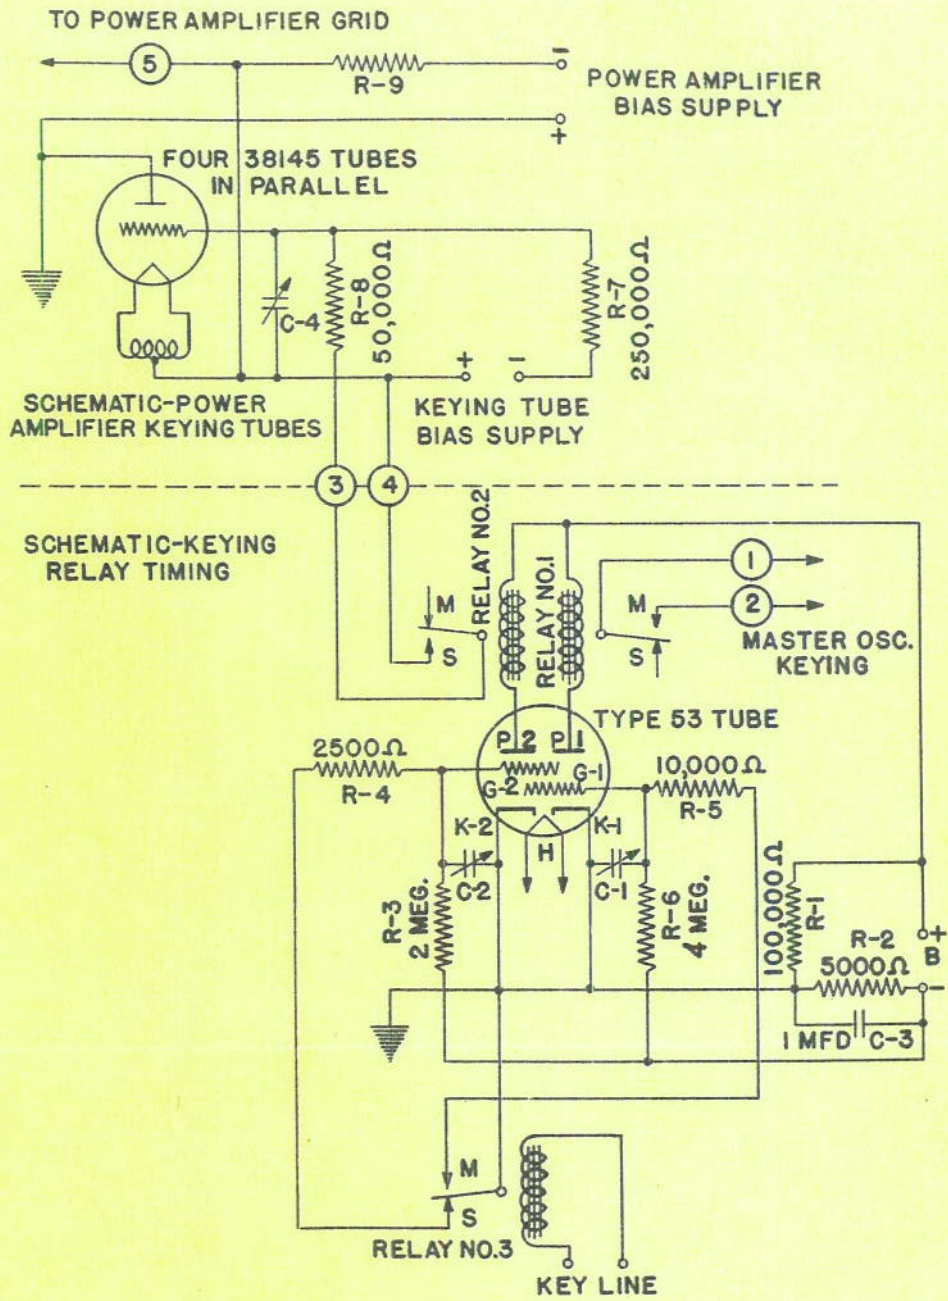 TO POWER AMPLIFIER GRID
5
R-9
-
+
POWER AMPLIFIER
BIAS SUPPLY
FOUR 38145 TUBES
IN PARALLEL
C-4
R-8
50,000Ω
R-7
250,000Ω
+ -
SCHEMATIC-POWER
AMPLIFIER KEYING TUBES
KEYING TUBE
BIAS SUPPLY
3
4
SCHEMATIC-KEYING
RELAY TIMING
RELAY NO.2
M
S
RELAY NO.1
M
S
1
2
MASTER OSC.
KEYING
TYPE 53 TUBE
P2 P1
G-1
G-2
K-2 K-1
H
2500Ω
R-4
10,000Ω
R-5
C-2
C-1
R-3
2 MEG.
R-6
4 MEG.
100,000Ω
R-1
R-2
5000Ω
+
B
-
1 MFD C-3
M
S
RELAY NO.3
KEY LINE